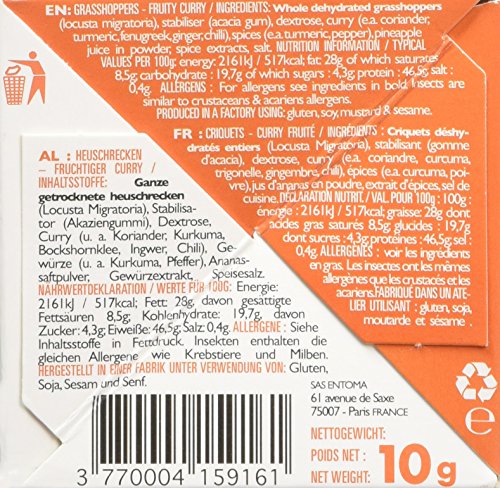 EN: GRASSHOPPERS - FRUITY CURRY / INGREDIENTS: Whole dehydrated grasshoppers
(locusta migratoria), stabiliser (acacia gum), dextrose, curry (e.a. coriander,
turmeric, fenugreek,ginger,chili), spices (e.a. turmeric, pepper),pineapple
juice in powder, spice extracts, salt. NUTRITION INFORMATION / TYPICAL
VALUES PER 100g: energy: 2161kJ / 517kcal; fat: 28g of which saturates
8,5g; carbohydrate : 19,7g of which sugars : 4,3g; protein : 46,5g; salt :
0,4g. ALLERGENS : For allergens see ingredients in bold. Insects are
similar to crustaceans & acariens allergens.
PRODUCED IN A FACTORY USING: gluten, soy, mustard & sesame.
FR : CRIQUETS - CURRY FRUITÉ / INGRÉDIENTS : Criquets déshy-
dratés entiers (Locusta Migratoria), stabilisant (gomme
d'acacia), dextrose, curry (e.a. coriandre, curcuma,
trigonelle, gingembre, chili), épices (e.a. curcuma, poi-
vre), jus d'ananas en poudre, extrait d'épices, sel de
cuisine. DÉCLARATION NUTRIT. / VAL. POUR 100g : 100g:
énergie : 2161kJ / 517kcal; graisse: 28g dont
acides gras saturés 8,5g; glucides : 19,7g
dont sucres : 4,3g; protéines : 46,5g; sel :
0,4g. ALLERGÈNES : voir les ingrédients
en gras. Les insectes ont les mêmes
allergènes que les crustacés et les
acariens. FABRIQUÉ DANS UN ATE-
LIER UTILISANT : gluten, soja,
moutarde et sésame .
AL : HEUSCHRECKEN
– FRUCHTIGER CURRY /
INHALTSSTOFFE: Ganze
getrocknete heuschrecken
(Locusta Migratoria), Stabilisa-
tor (Akaziengummi), Dextrose,
Curry (u. a. Koriander, Kurkuma,
Bockshornklee, Ingwer, Chili), Ge-
würze (u. a. Kurkuma, Pfeffer), Ananas-
saftpulver, Gewürzextrakt, Speisesalz.
NÄHRWERTDEKLARATION / WERTE FÜR 100G: Energie:
2161kJ / 517kcal; Fett: 28g, davon gesättigte
Fettsäuren 8,5g; Kohlenhydrate : 19,7g, davon
Zucker: 4,3g; Eiweiße: 46,5g; Salz: 0,4g. ALLERGENE : Siehe
Inhaltsstoffe in Fettdruck. Insekten enthalten die
gleichen Allergene wie Krebstiere und Milben.
HERGESTELLT IN EINER FABRIK UNTER VERWENDUNG VON: Gluten,
Soja, Sesam und Senf.
SAS ENTOMA
61 avenue de Saxe
75007 - Paris FRANCE
NETTOGEWICHT:
POIDS NET :
NET WEIGHT: 10g
3 770004 159161